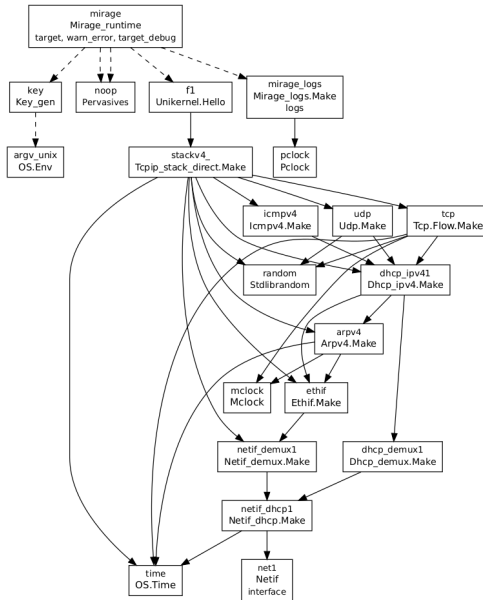 mirage
Mirage_runtime
target, warn_error, target_debug
key
Key_gen
noop
Pervasives
f1
Unikernel.Hello
mirage_logs
Mirage_logs.Make
logs
argv_unix
OS.Env
stackv4_
Tcpip_stack_direct.Make
pclock
Pclock
icmpv4
Icmpv4.Make
udp
Udp.Make
tcp
Tcp.Flow.Make
random
Stdlibrandom
dhcp_ipv41
Dhcp_ipv4.Make
arpv4
Arpv4.Make
mclock
Mclock
ethif
Ethif.Make
netif_demux1
Netif_demux.Make
dhcp_demux1
Dhcp_demux.Make
netif_dhcp1
Netif_dhcp.Make
time
OS.Time
net1
Netif
interface